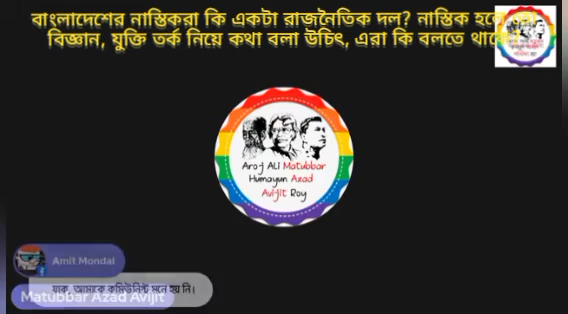 বাংলাদেশের নাস্তিকরা কি একটা রাজনৈতিক দল? নাস্তিক
বিজ্ঞান, যুক্তি তর্ক নিয়ে কথা বলা উচিৎ, এরা কি বলতে
Aroj ALi Matubbar
Humayun Azad
Avijit Roy
Amit Mondal
যাক, আমাকে কমিউনিস্ট মনে হয় নি।
Matubbar Azad Avijit